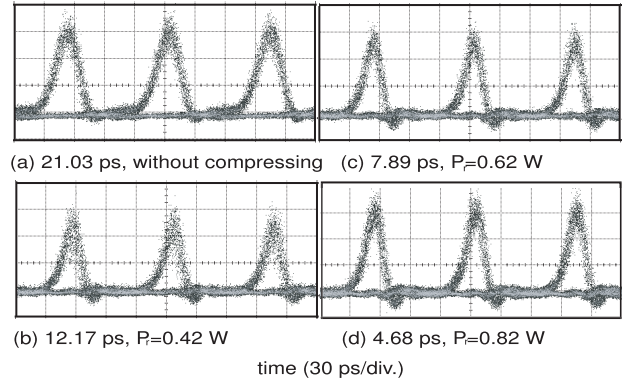 (a) 21.03 ps, without compressing
(c) 7.89 ps, Pr=0.62 W
(b) 12.17 ps, Pr=0.42 W
(d) 4.68 ps, Pr=0.82 W
time (30 ps/div.)